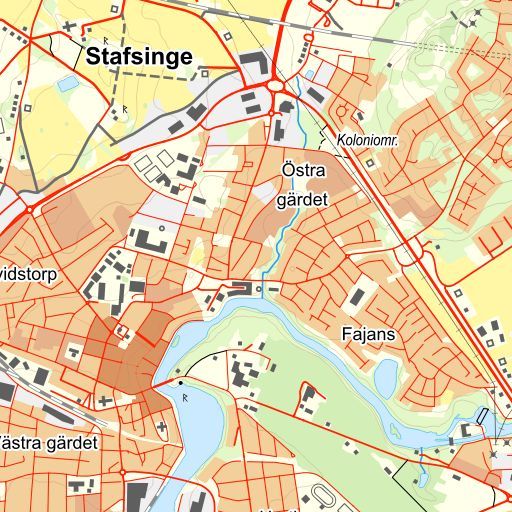 Stafsinge
Koloniomr.
Östra
gärdet
vidstorp
Fajans
Västra gärdet